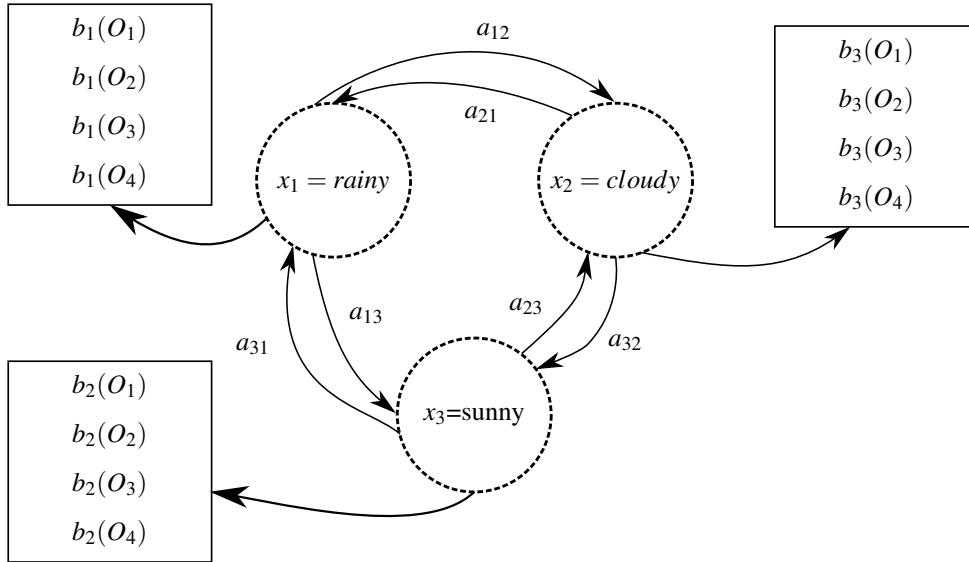 b₁(O₁)
b₁(O₂)
b₁(O₃)
b₁(O₄)
a₁₂
a₂₁
x₁ = rainy
x₂ = cloudy
b₃(O₁)
b₃(O₂)
b₃(O₃)
b₃(O₄)
a₁₃
a₃₁
a₂₃
a₃₂
x₃=sunny
b₂(O₁)
b₂(O₂)
b₂(O₃)
b₂(O₄)